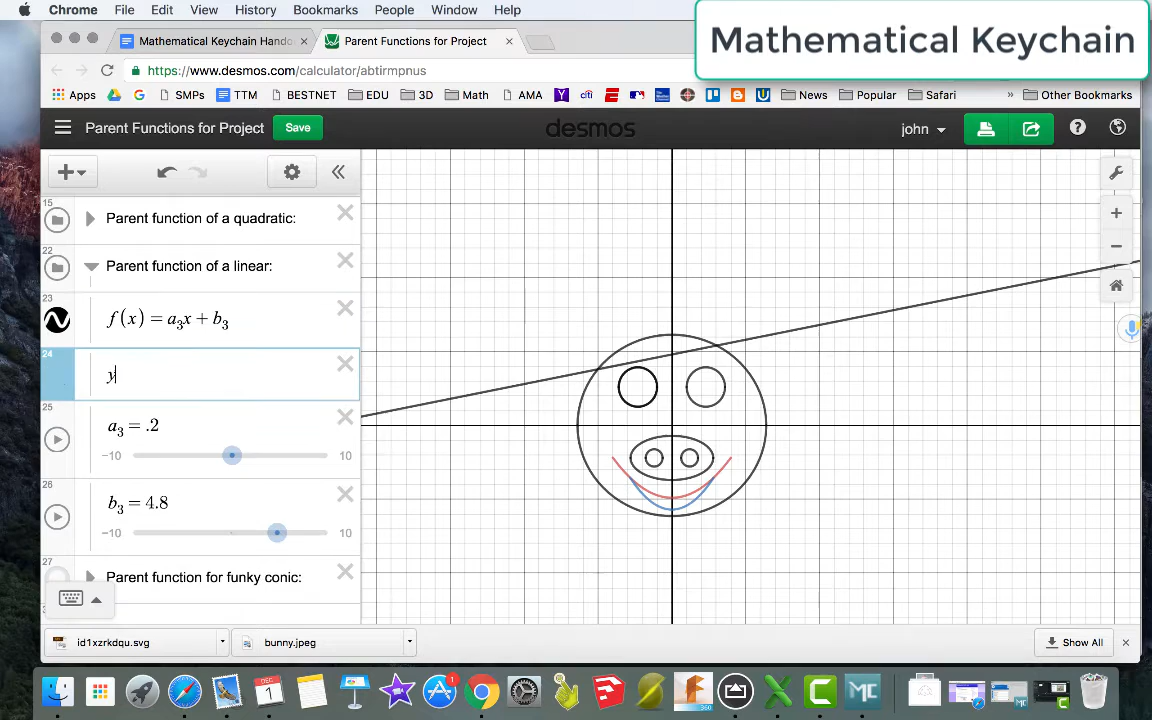 Chrome File Edit View History Bookmarks People Window Help
Mathematical Keychain
Mathematical Keychain Hando
Parent Functions for Project
https://www.desmos.com/calculator/abtirmpnus
Apps SMPs TTM BESTNET EDU 3D Math AMA citi News Popular Safari » Other Bookmarks
Parent Functions for Project Save desmos john
15
Parent function of a quadratic:
22
Parent function of a linear:
23
f(x) = a₃x + b₃
24
y
25
a₃ = .2
-10 10
26
b₃ = 4.8
-10 10
27
Parent function for funky conic:
id1xzrkdqu.svg bunny.jpeg Show All